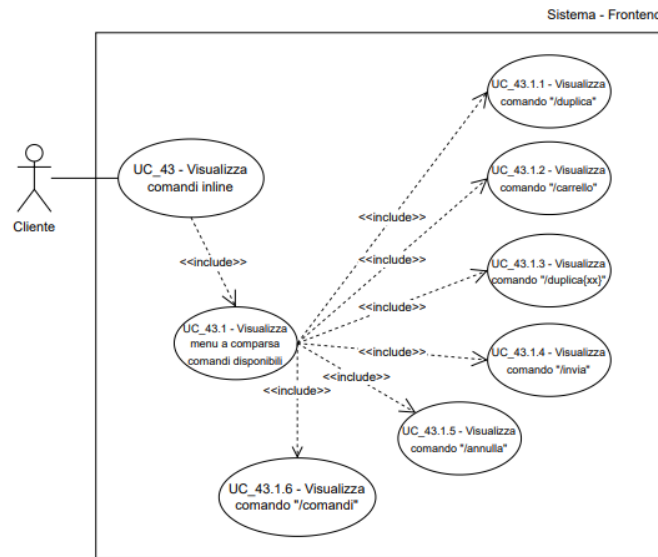 Sistema - Frontend
UC_43.1.1 - Visualizza
comando "/duplica"
UC_43 - Visualizza
comandi inline
UC_43.1.2 - Visualizza
comando "/carrello"
Cliente
<<include>>
<<include>>
<<include>>
UC_43.1.3 - Visualizza
comando "/duplica{xx}"
<<include>>
UC_43.1 - Visualizza
menu a comparsa
comandi disponibili
<<include>>
UC_43.1.4 - Visualizza
comando "/invia"
<<include>>
<<include>>
UC_43.1.5 - Visualizza
comando "/annulla"
UC_43.1.6 - Visualizza
comando "/comandi"